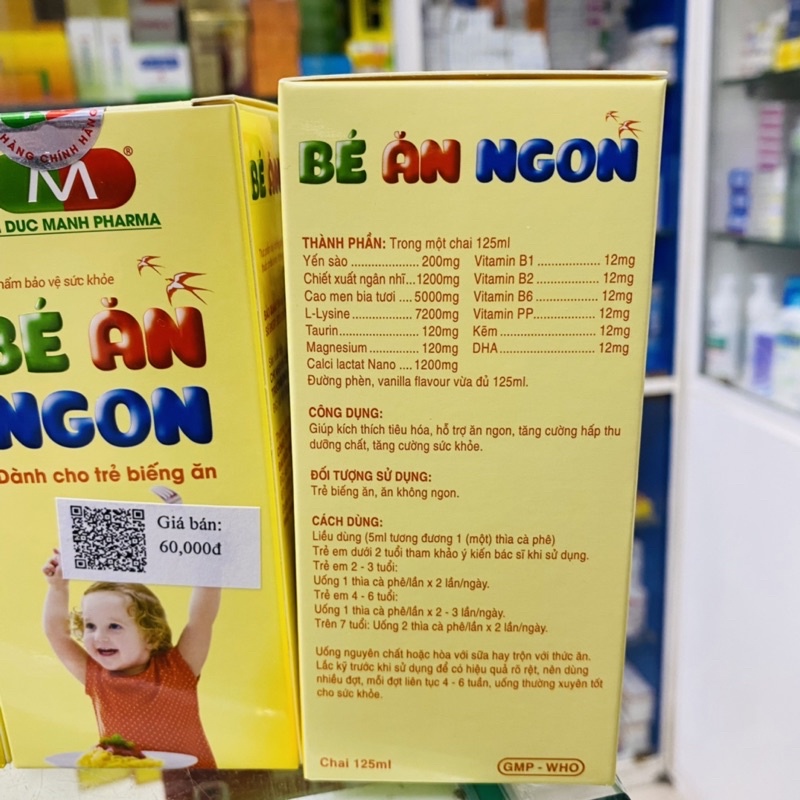 HÀNG CHÍNH HÃNG
M®
DUC MANH PHARMA
bảo vệ sức khỏe
BÉ ĂN
NGON
Dành cho trẻ biếng ăn
Giá bán:
60,000đ
BÉ ĂN NGON
THÀNH PHẦN: Trong một chai 125ml
Yến sào .................... 200mg
Chiết xuất ngân nhĩ...1200mg
Cao men bia tươi .... 5000mg
L-Lysine .................. 7200mg
Taurin........................ 120mg
Magnesium ............... 120mg
Calci lactat Nano .... 1200mg
Vitamin B1 .................... 12mg
Vitamin B2 .................... 12mg
Vitamin B6 .................... 12mg
Vitamin PP.................... 12mg
Kẽm .............................. 12mg
DHA.............................. 12mg
Đường phèn, vanilla flavour vừa đủ 125ml.
CÔNG DỤNG:
Giúp kích thích tiêu hóa, hỗ trợ ăn ngon, tăng cường hấp thu
dưỡng chất, tăng cường sức khỏe.
ĐỐI TƯỢNG SỬ DỤNG:
Trẻ biếng ăn, ăn không ngon.
CÁCH DÙNG:
Liều dùng (5ml tương đương 1 (một) thìa cà phê)
Trẻ em dưới 2 tuổi tham khảo ý kiến bác sĩ khi sử dụng.
Trẻ em 2 - 3 tuổi:
Uống 1 thìa cà phê/lần x 2 lần/ngày.
Trẻ em 4 - 6 tuổi:
Uống 1 thìa cà phê/lần x 2 - 3 lần/ngày.
Trên 7 tuổi: Uống 2 thìa cà phê/lần x 2 lần/ngày.
Uống nguyên chất hoặc hòa với sữa hay trộn với thức ăn.
Lắc kỹ trước khi sử dụng để có hiệu quả rõ rệt, nên dùng
nhiều đợt, mỗi đợt liên tục 4 - 6 tuần, uống thường xuyên tốt
cho sức khỏe.
Chai 125ml
GMP - WHO